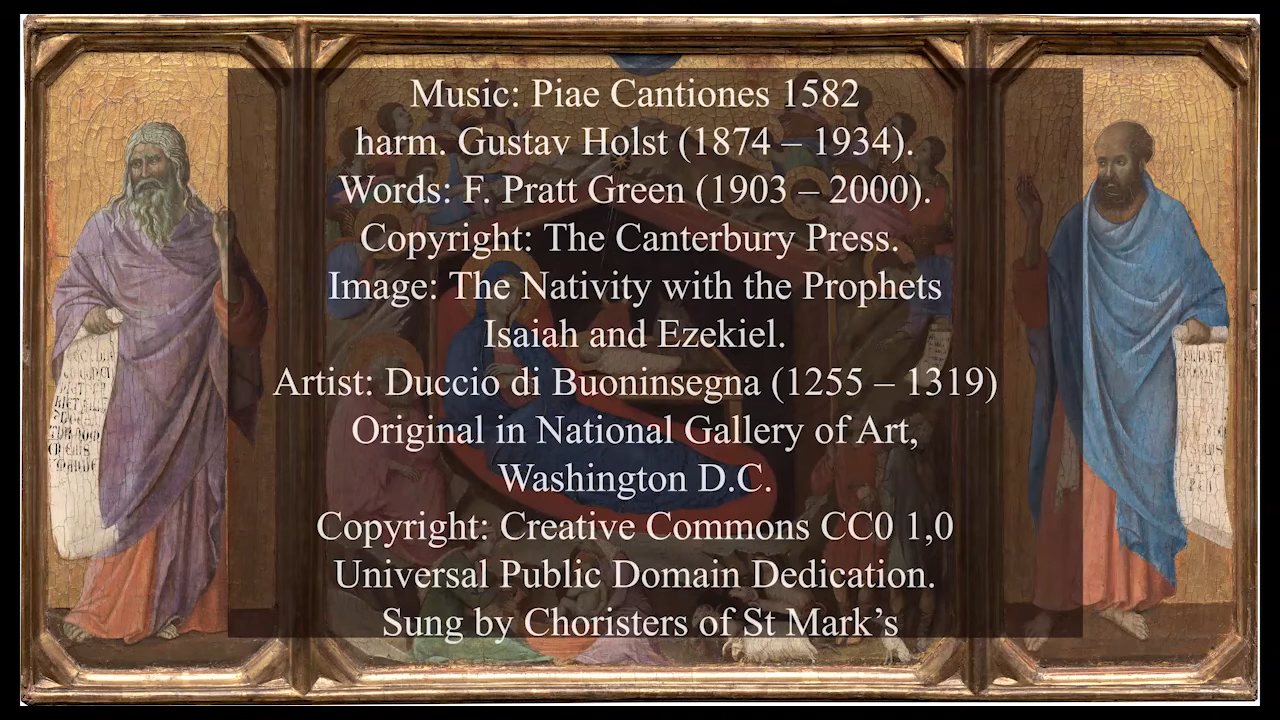 Music: Piae Cantiones 1582
harm. Gustav Holst (1874 – 1934).
Words: F. Pratt Green (1903 – 2000).
Copyright: The Canterbury Press.
Image: The Nativity with the Prophets
Isaiah and Ezekiel.
Artist: Duccio di Buoninsegna (1255 – 1319)
Original in National Gallery of Art,
Washington D.C.
Copyright: Creative Commons CC0 1,0
Universal Public Domain Dedication.
Sung by Choristers of St Mark’s